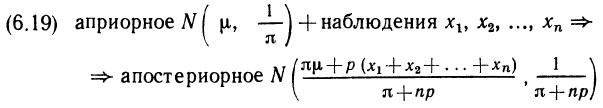 (6.19) априорное N( μ, 1/π ) + наблюдения x₁, x₂, ..., xₙ ⇒
⇒ апостериорное N( (πμ + p (x₁ + x₂ + ... + xₙ))/(π + np) , 1/(π + np) )